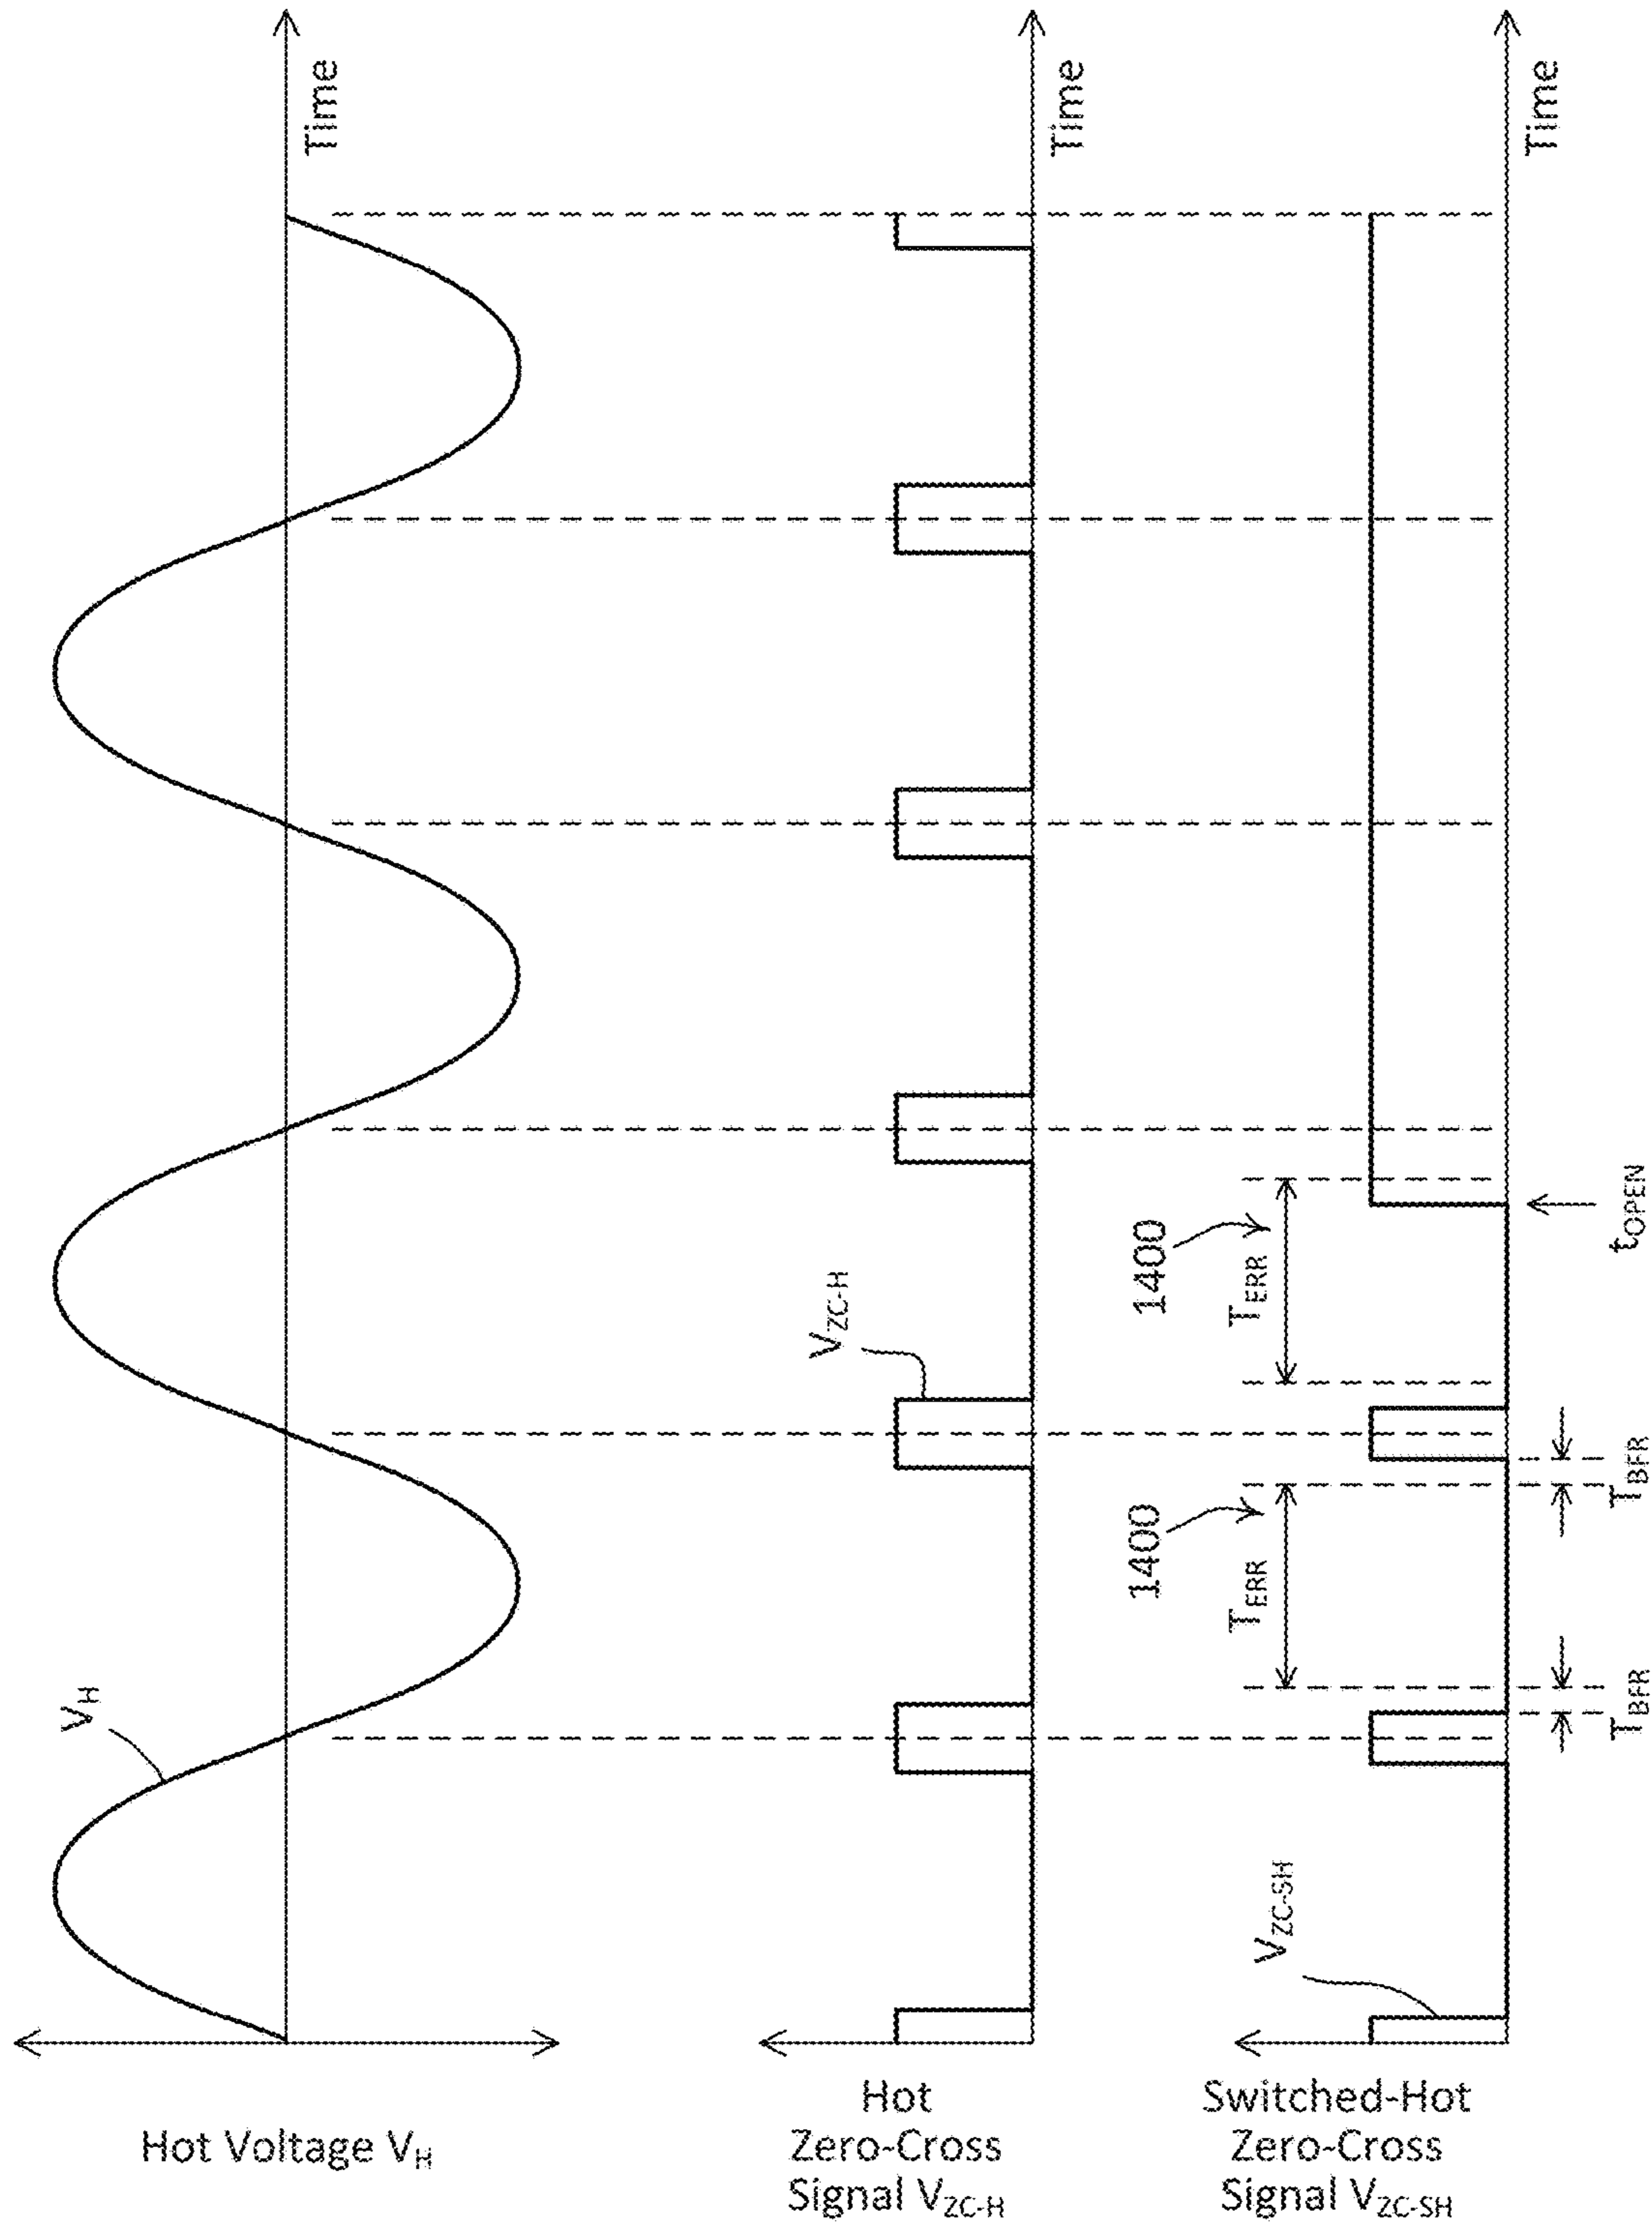 Hot Voltage V_H
V_H
Time
Hot
Zero-Cross
Signal V_ZC-H
V_ZC-H
Time
Switched-Hot
Zero-Cross
Signal V_ZC-SH
V_ZC-SH
1400
T_ERR
1400
T_ERR
Time
T_BFR
T_BFR
t_OPEN